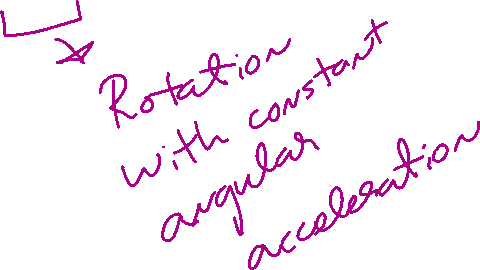 Rotation
with constant
angular
acceleration